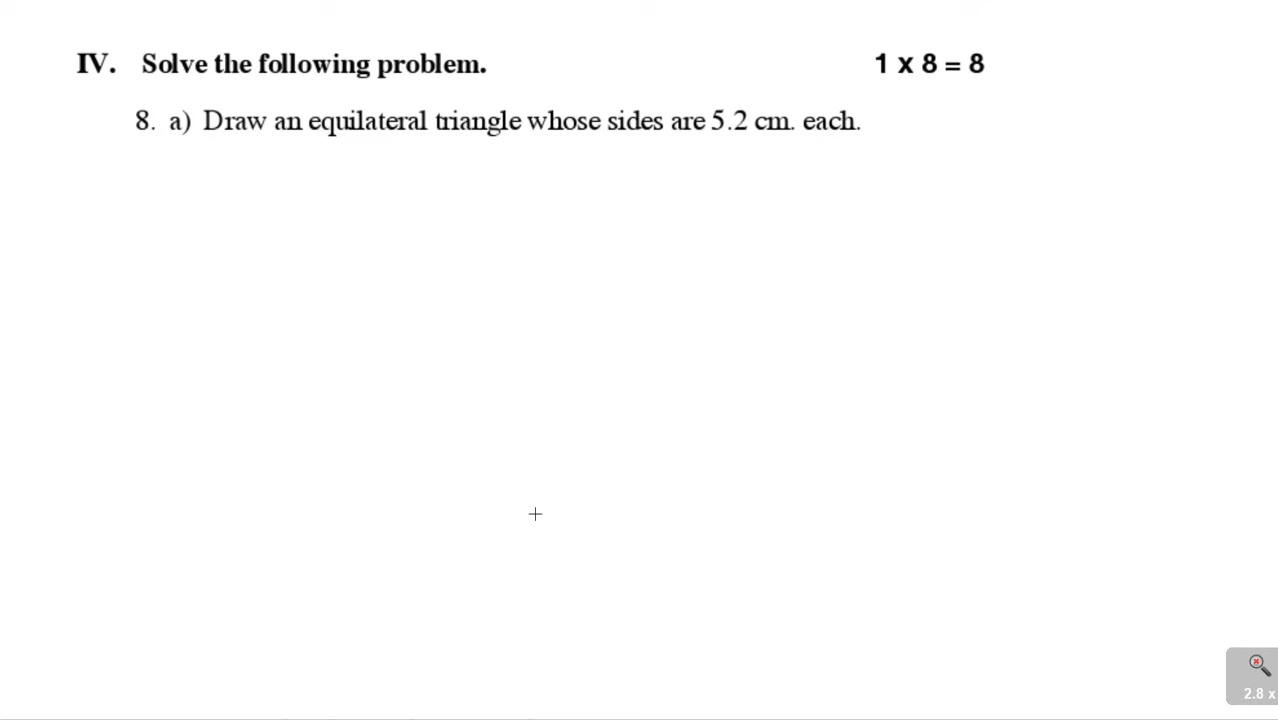 IV. Solve the following problem. 1 x 8 = 8
8. a) Draw an equilateral triangle whose sides are 5.2 cm. each.
2.8 x